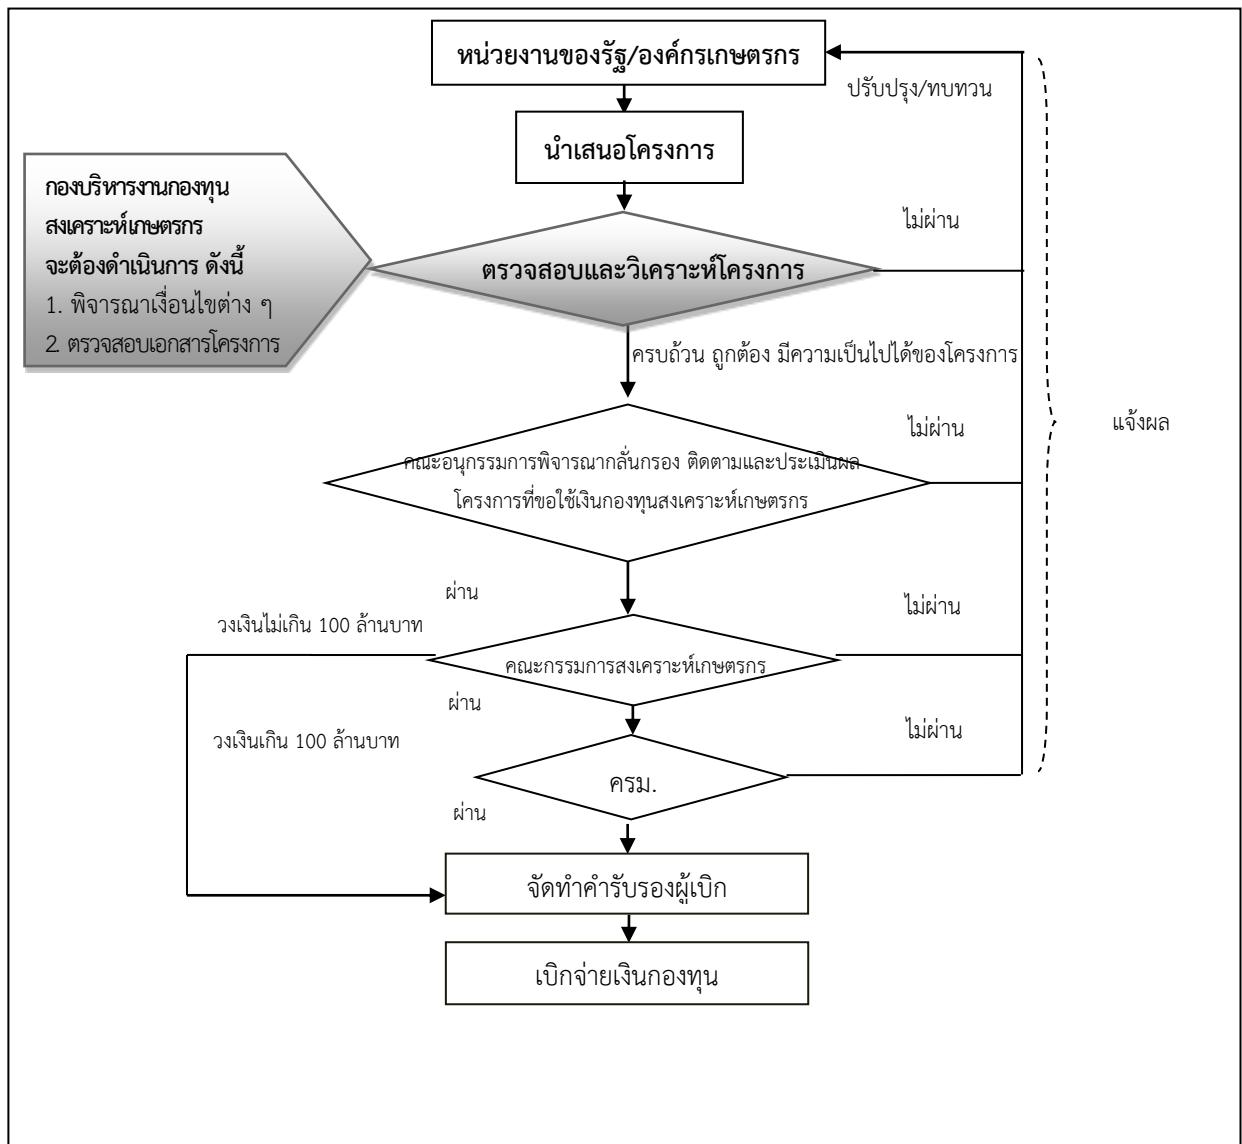 หน่วยงานของรัฐ/องค์กรเกษตรกร
ปรับปรุง/ทบทวน
นำเสนอโครงการ
กองบริหารงานกองทุน
สงเคราะห์เกษตรกร
จะต้องดำเนินการ ดังนี้
1. พิจารณาเงื่อนไขต่าง ๆ
2. ตรวจสอบเอกสารโครงการ
ไม่ผ่าน
ตรวจสอบและวิเคราะห์โครงการ
ครบถ้วน ถูกต้อง มีความเป็นไปได้ของโครงการ
ไม่ผ่าน
แจ้งผล
คณะอนุกรรมการพิจารณากลั่นกรอง ติดตามและประเมินผล
โครงการที่ขอใช้เงินกองทุนสงเคราะห์เกษตรกร
ผ่าน
ไม่ผ่าน
วงเงินไม่เกิน 100 ล้านบาท
คณะกรรมการสงเคราะห์เกษตรกร
ผ่าน
ไม่ผ่าน
วงเงินเกิน 100 ล้านบาท
ครม.
ผ่าน
จัดทำคำรับรองผู้เบิก
เบิกจ่ายเงินกองทุน